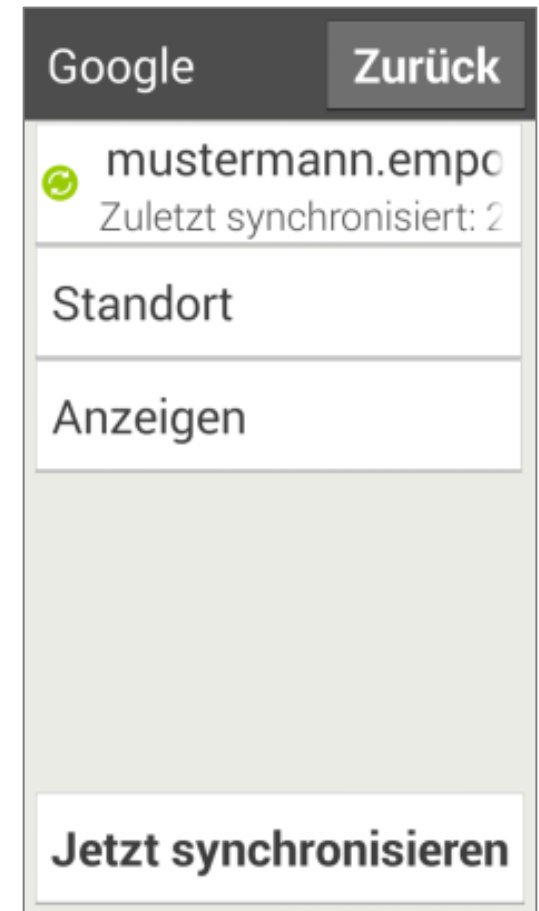 Google
Zurück
mustermann.empo
Zuletzt synchronisiert: 2
Standort
Anzeigen
Jetzt synchronisieren